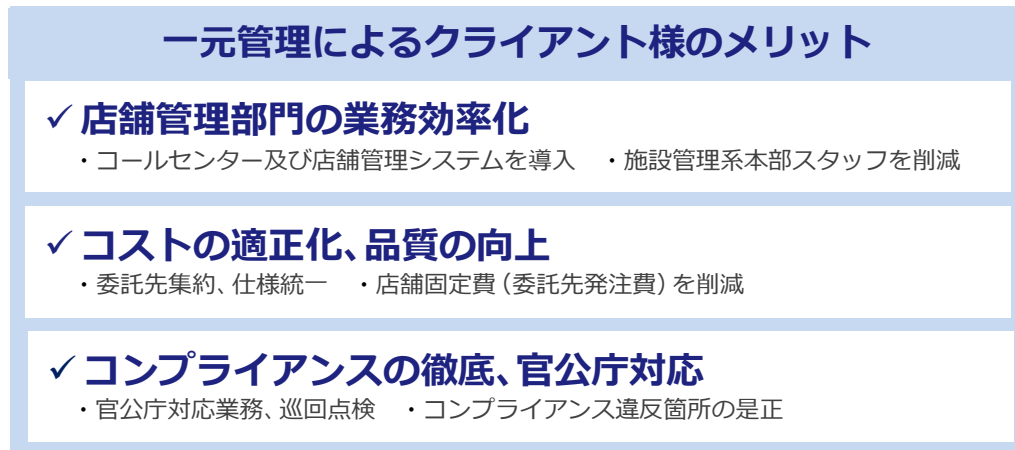 一元管理によるクライアント様のメリット
✓店舗管理部門の業務効率化
・コールセンター及び店舗管理システムを導入　・施設管理系本部スタッフを削減
✓コストの適正化、品質の向上
・委託先集約、仕様統一　・店舗固定費（委託先発注費）を削減
✓コンプライアンスの徹底、官公庁対応
・官公庁対応業務、巡回点検　・コンプライアンス違反箇所の是正